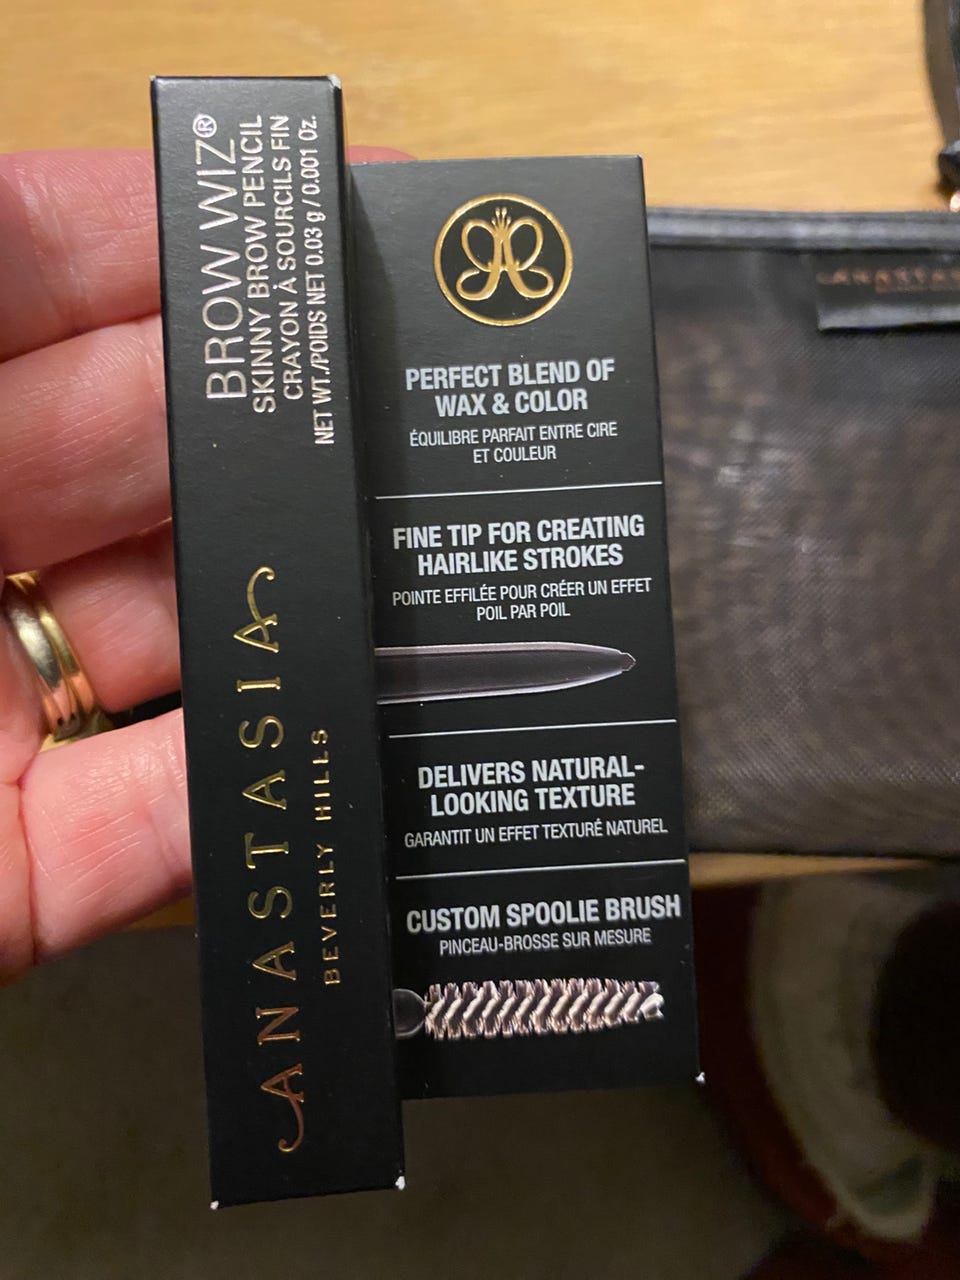 BROW WIZ®
SKINNY BROW PENCIL
CRAYON À SOURCILS FIN
NET WT./POIDS NET 0.03 g / 0.001 Oz.
ANASTASIA
BEVERLY HILLS
PERFECT BLEND OF
WAX & COLOR
ÉQUILIBRE PARFAIT ENTRE CIRE
ET COULEUR
FINE TIP FOR CREATING
HAIRLIKE STROKES
POINTE EFFILÉE POUR CRÉER UN EFFET
POIL PAR POIL
DELIVERS NATURAL-
LOOKING TEXTURE
GARANTIT UN EFFET TEXTURÉ NATUREL
CUSTOM SPOOLIE BRUSH
PINCEAU-BROSSE SUR MESURE